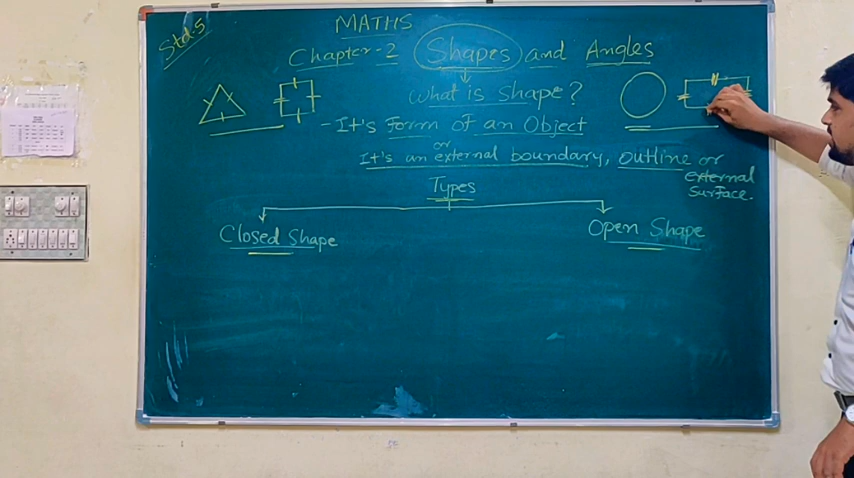 Std-5
MATHS
Chapter-2 Shapes and Angles
What is Shape?
- It's Form of an Object
or
It's an external boundary, outline or
external
Surface.
Types
Closed Shape
Open Shape